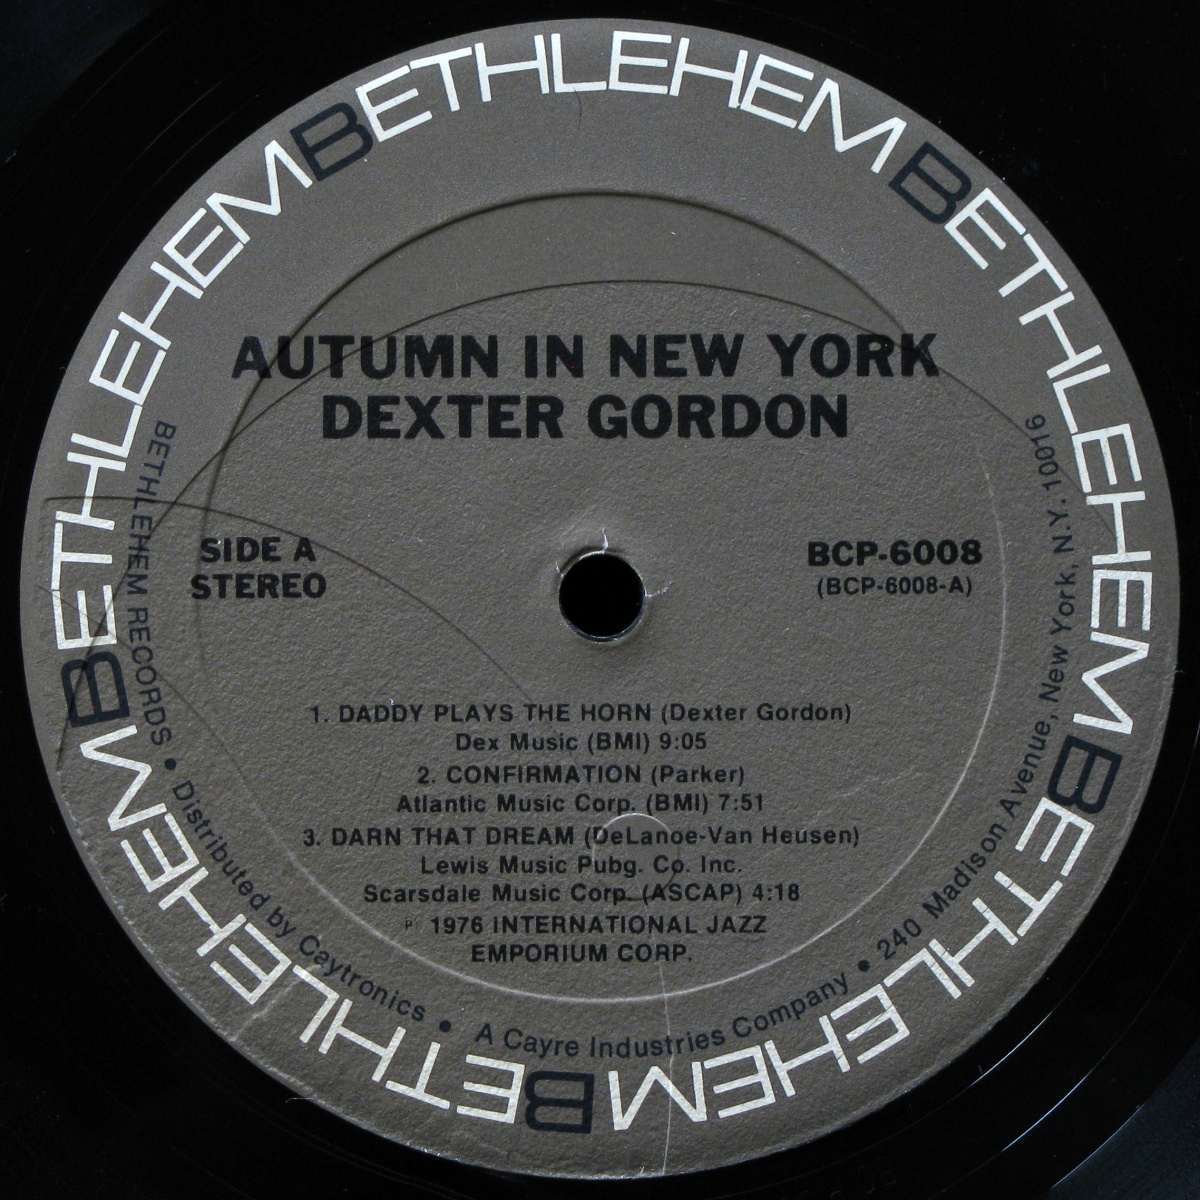 BETHLEHEM BETHLEHEM BETHLEHEM BETHLEHEM BETHLEHEM
AUTUMN IN NEW YORK
DEXTER GORDON
SIDE A
STEREO
BCP-6008
(BCP-6008-A)
1. DADDY PLAYS THE HORN (Dexter Gordon)
Dex Music (BMI) 9:05
2. CONFIRMATION (Parker)
Atlantic Music Corp. (BMI) 7:51
3. DARN THAT DREAM (DeLanoe-Van Heusen)
Lewis Music Pubg. Co. Inc.
Scarsdale Music Corp. (ASCAP) 4:18
℗ 1976 INTERNATIONAL JAZZ
EMPORIUM CORP.
BETHLEHEM RECORDS • Distributed by Caytronics • A Cayre Industries Company • 240 Madison Avenue, New York, N.Y. 10016